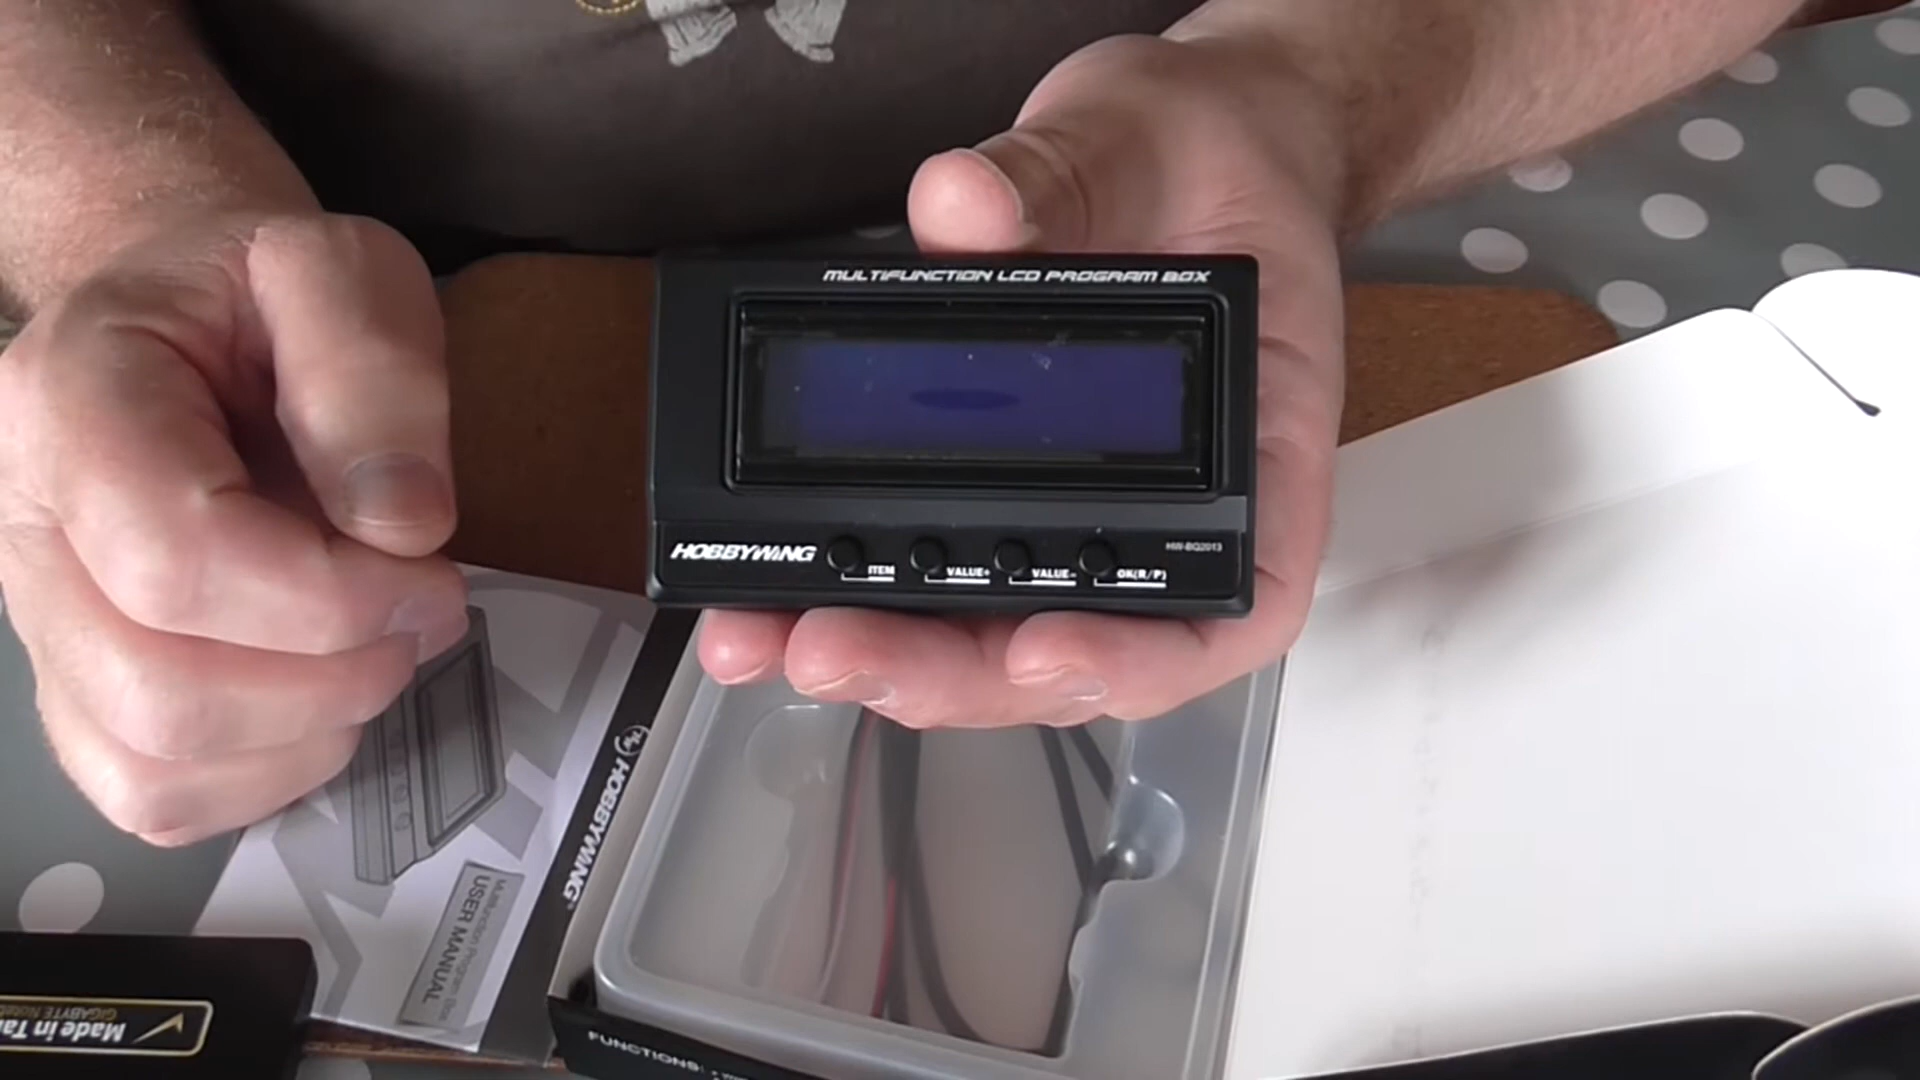 MULTIFUNCTION LCD PROGRAM BOX
HOBBYWING
ITEM
VALUE+
VALUE-
OK(R/P)
HW-BQ2013
HOBBYWING
Multifunction Program Box
USER MANUAL
Made in
GIGABYTE
FUNCTIONS: